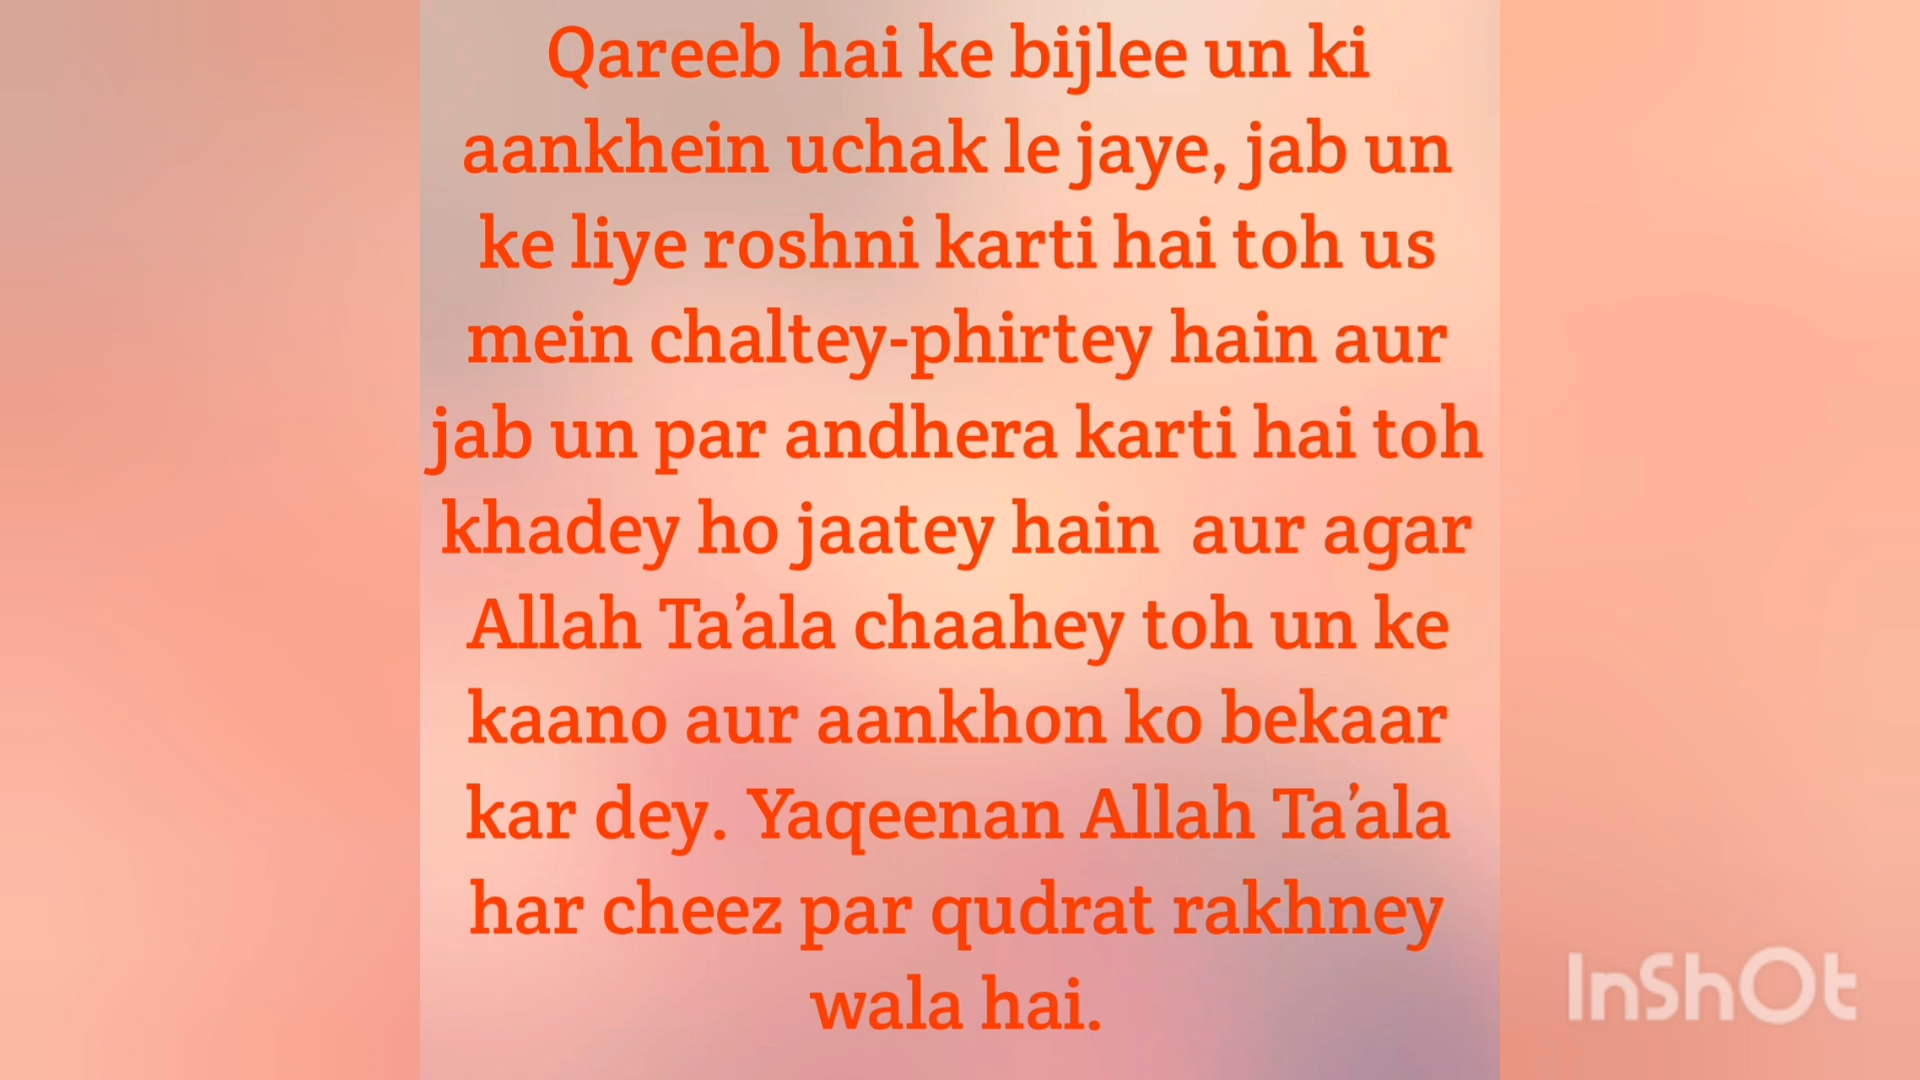 Qareeb hai ke bijlee un ki
aankhein uchak le jaye, jab un
ke liye roshni karti hai toh us
mein chaltey-phirtey hain aur
jab un par andhera karti hai toh
khadey ho jaatey hain  aur agar
Allah Ta’ala chaahey toh un ke
kaano aur aankhon ko bekaar
kar dey. Yaqeenan Allah Ta’ala
har cheez par qudrat rakhney
wala hai.
InShOt